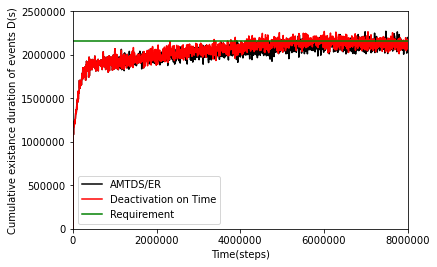 Cumulative existance duration of events D(s)
2500000
2000000
1500000
1000000
500000
0
AMTDS/ER
Deactivation on Time
Requirement
0 2000000 4000000 6000000 8000000
Time(steps)